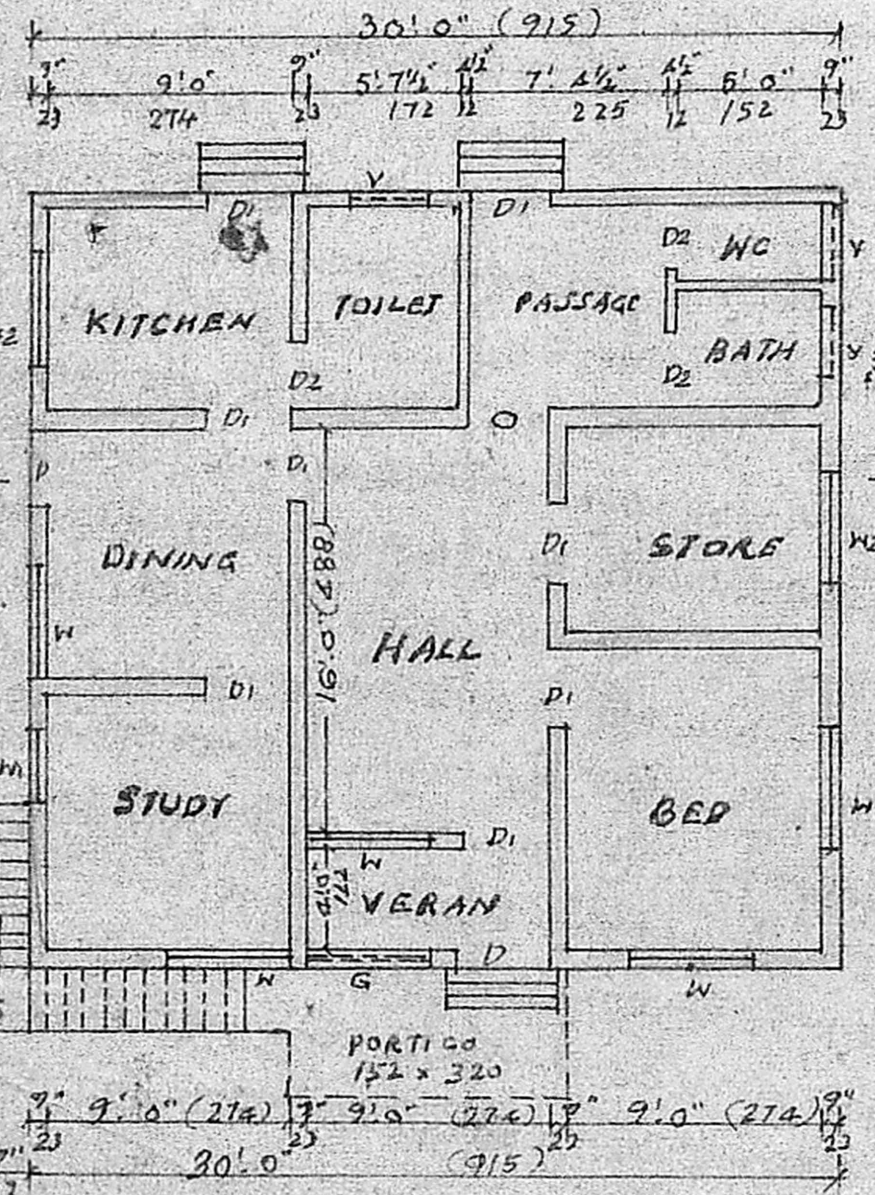 30'.0" (915)
9" 9'.0" 9" 5'.7½" 4½" 7'. 4½" 4½" 5'.0" 9"
23 274 23 172 12 225 12 152 23
V
D1 D1
D2 WC V
KITCHEN TOILET PASSAGE
BATH V
D2 D2
D1 O
D D1
DINING D1 STORE W2
16'.0" (488)
W HALL
D1 D1
W1
STUDY BED W
D1
W
VERAN
D
W G W
PORTICO
152 x 320
9" 9'.0" (274) 9" 9'.0" (274) 9" 9'.0" (274) 9"
23 23 23 23
30'.0" (915)